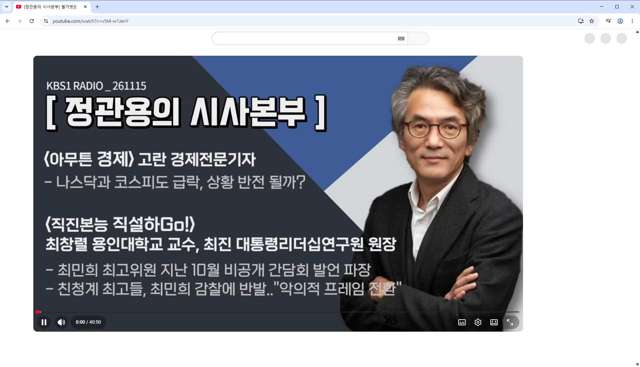 KBS1 RADIO _ 261115
[ 정관용의 시사본부 ]
<아무튼 경제> 고란 경제전문기자
- 나스닥과 코스피도 급락, 상황 반전 될까?
<직진본능 직설하Go!>
최창렬 용인대학교 교수, 최진 대통령리더십연구원 원장
- 최민희 최고위원 지난 10월 비공개 간담회 발언 파장
- 친청계 최고들, 최민희 감찰에 반발.."악의적 프레임 전환"
0:00 / 40:50